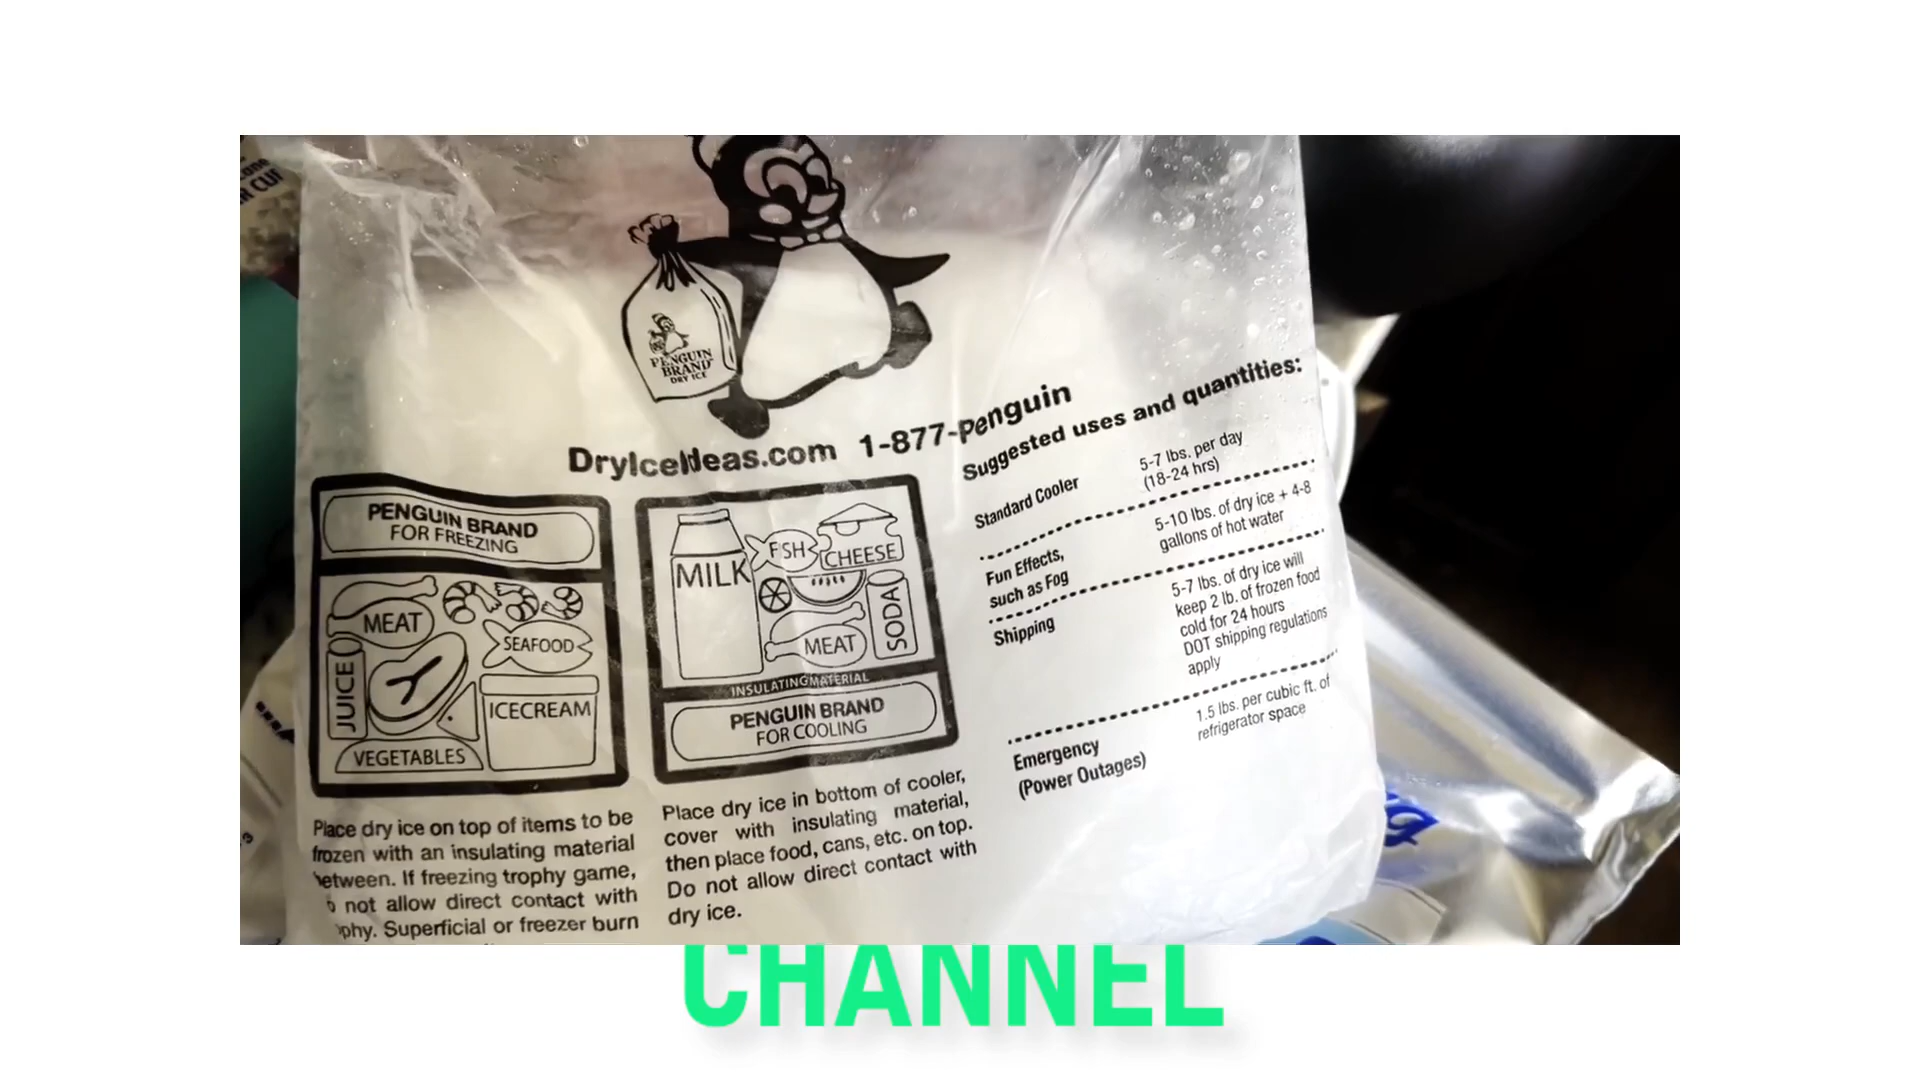 CUT
PENGUIN
BRAND
DRY ICE
DryIceIdeas.com 1-877-Penguin
PENGUIN BRAND
FOR FREEZING
MEAT
SEAFOOD
JUICE
ICECREAM
VEGETABLES
Place dry ice on top of items to be
frozen with an insulating material
between. If freezing trophy game,
not allow direct contact with
phy. Superficial or freezer burn
MILK
FISH
CHEESE
SODA
MEAT
INSULATING MATERIAL
PENGUIN BRAND
FOR COOLING
Place dry ice in bottom of cooler,
cover with insulating material,
then place food, cans, etc. on top.
Do not allow direct contact with
dry ice.
Suggested uses and quantities:
Standard Cooler
5-7 lbs. per day
(18-24 hrs)
Fun Effects,
such as Fog
5-10 lbs. of dry ice + 4-8
gallons of hot water
Shipping
5-7 lbs. of dry ice will
keep 2 lb. of frozen food
cold for 24 hours
DOT shipping regulations
apply
Emergency
(Power Outages)
1.5 lbs. per cubic ft. of
refrigerator space
CHANNEL